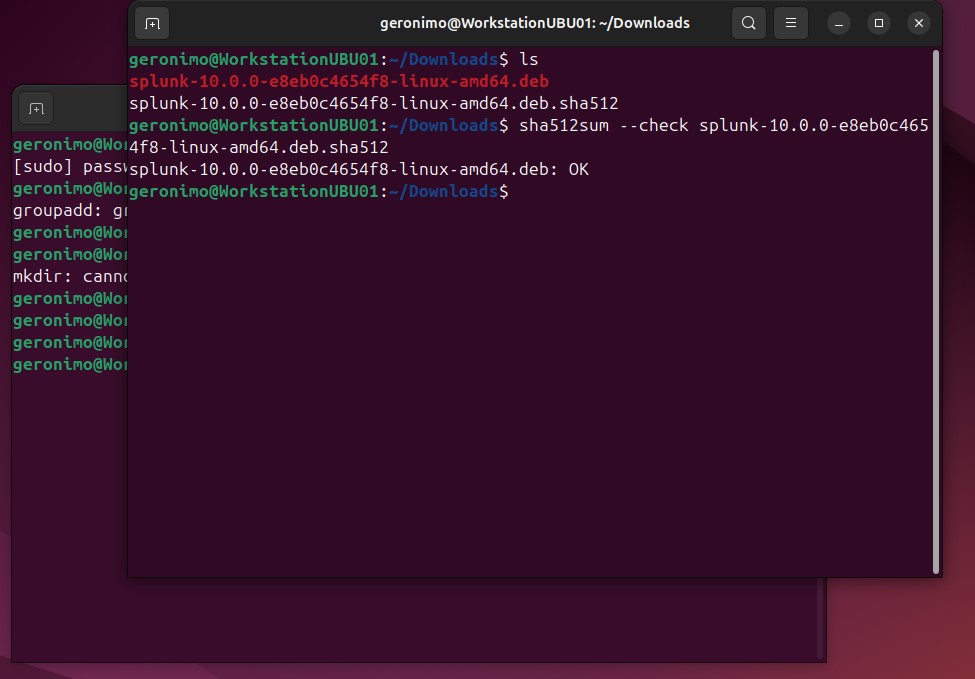 geronimo@WorkstationUBU01: ~/Downloads
geronimo@WorkstationUBU01:~/Downloads$ ls
splunk-10.0.0-e8eb0c4654f8-linux-amd64.deb
splunk-10.0.0-e8eb0c4654f8-linux-amd64.deb.sha512
geronimo@WorkstationUBU01:~/Downloads$ sha512sum --check splunk-10.0.0-e8eb0c465
4f8-linux-amd64.deb.sha512
splunk-10.0.0-e8eb0c4654f8-linux-amd64.deb: OK
geronimo@WorkstationUBU01:~/Downloads$
geronimo@Wor
[sudo] passw
geronimo@Wor
groupadd: gr
geronimo@Wor
geronimo@Wor
mkdir: canno
geronimo@Wor
geronimo@Wor
geronimo@Wor
geronimo@Wor